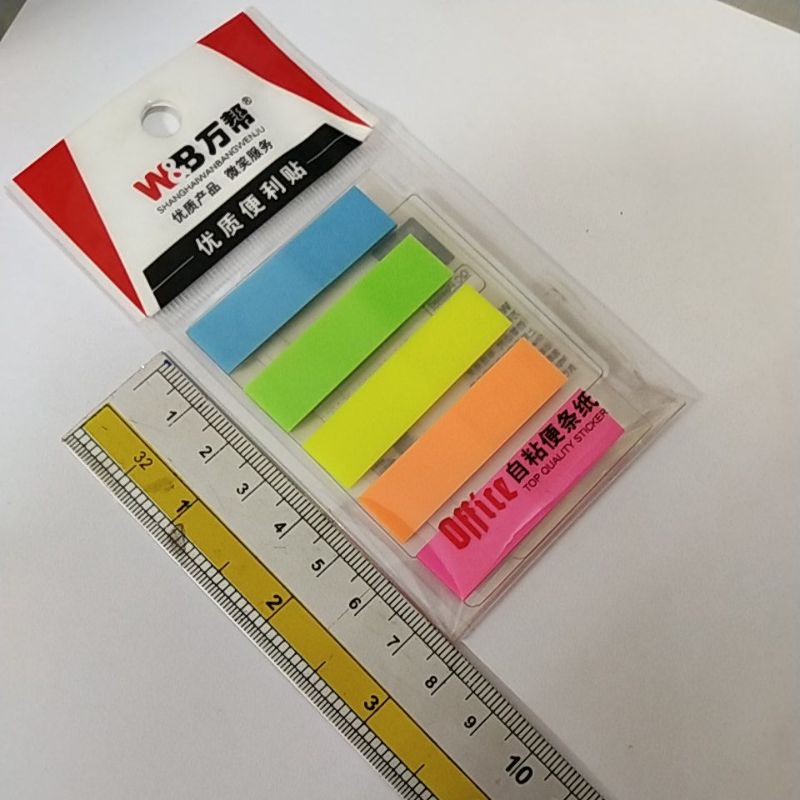 W&B万帮®
SHANGHAIWANBANGWENJU
优质产品 微笑服务
优质便利贴
Office 自粘便条纸
TOP QUALITY STICKER
1 2 3 4 5 6 7 8 9 10
32 1 2 3